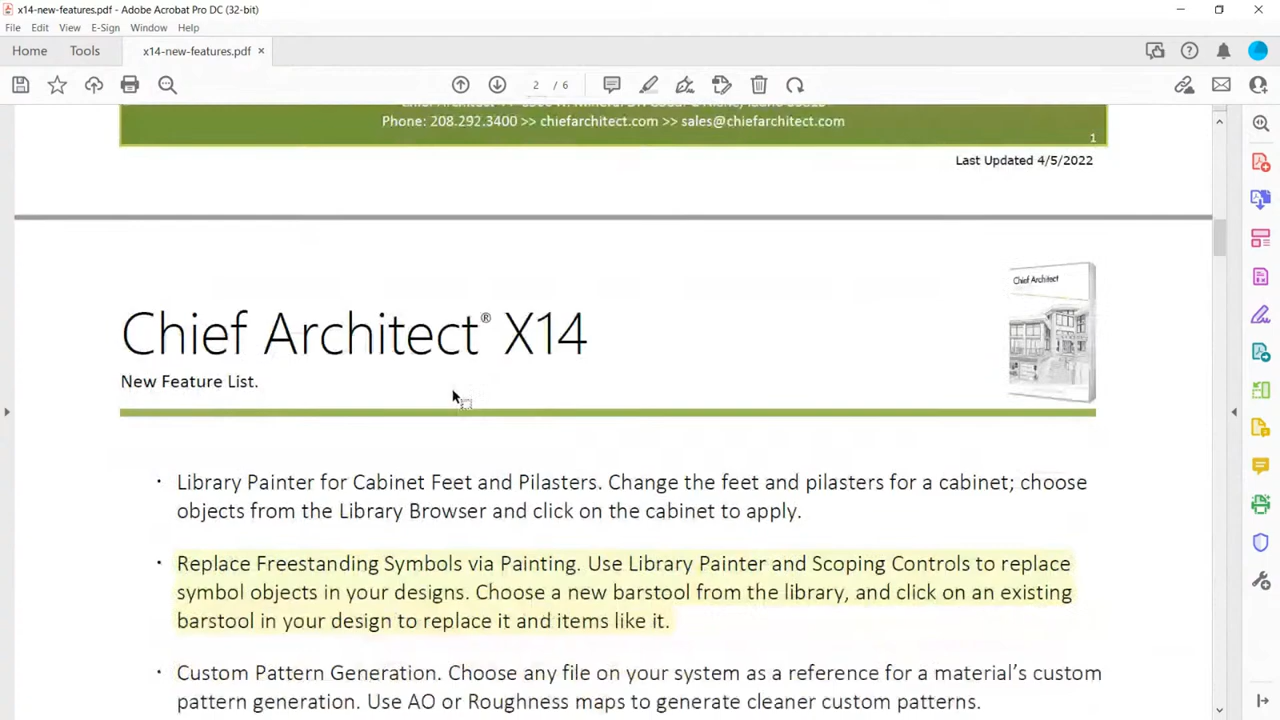 x14-new-features.pdf - Adobe Acrobat Pro DC (32-bit)
File Edit View E-Sign Window Help
Home Tools x14-new-features.pdf ×
2 / 6
Phone: 208.292.3400 >> chiefarchitect.com >> sales@chiefarchitect.com
1
Last Updated 4/5/2022
Chief Architect® X14
Chief Architect
New Feature List.
· Library Painter for Cabinet Feet and Pilasters. Change the feet and pilasters for a cabinet; choose
objects from the Library Browser and click on the cabinet to apply.
· Replace Freestanding Symbols via Painting. Use Library Painter and Scoping Controls to replace
symbol objects in your designs. Choose a new barstool from the library, and click on an existing
barstool in your design to replace it and items like it.
· Custom Pattern Generation. Choose any file on your system as a reference for a material’s custom
pattern generation. Use AO or Roughness maps to generate cleaner custom patterns.